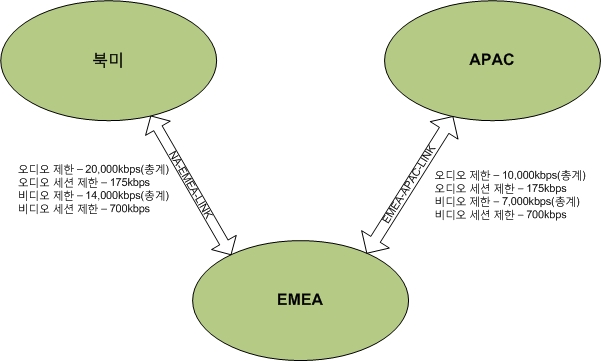 북미
APAC
NA-EMEA-LINK
오디오 제한 – 20,000kbps(총계)
오디오 세션 제한 – 175kbps
비디오 제한 – 14,000kbps(총계)
비디오 세션 제한 – 700kbps
EMEA-APAC-LINK
오디오 제한 – 10,000kbps(총계)
오디오 세션 제한 – 175kbps
비디오 제한 – 7,000kbps(총계)
비디오 세션 제한 – 700kbps
EMEA